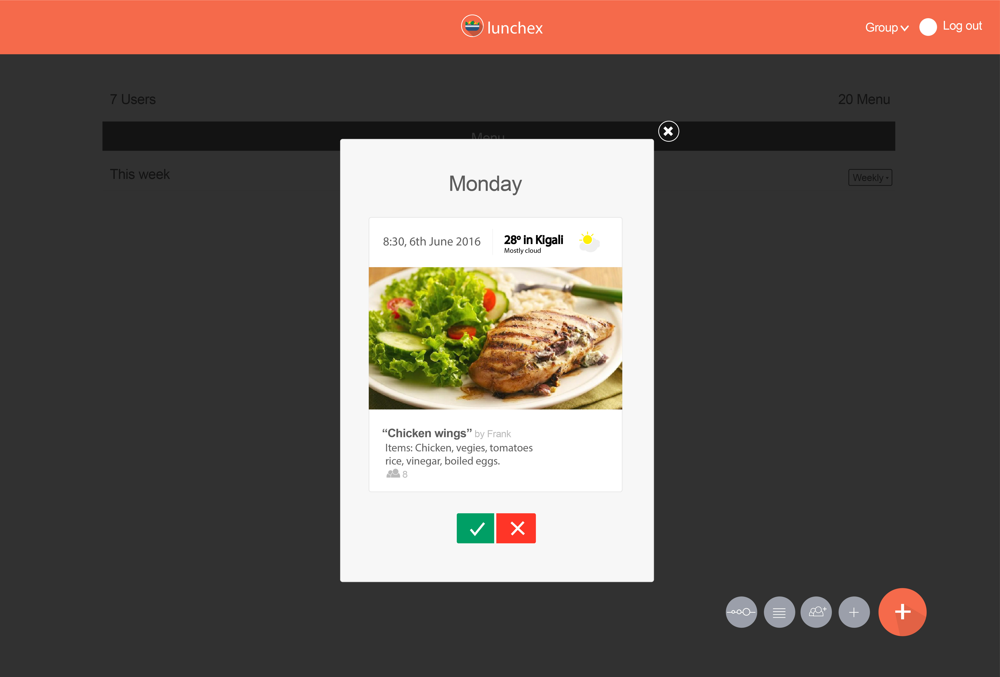 lunchex
Group
Log out
7 Users
20 Menu
Menu
This week
Weekly
Monday
8:30, 6th June 2016
28º in Kigali
Mostly cloud
“Chicken wings” by Frank
Items: Chicken, vegies, tomatoes
rice, vinegar, boiled eggs.
8